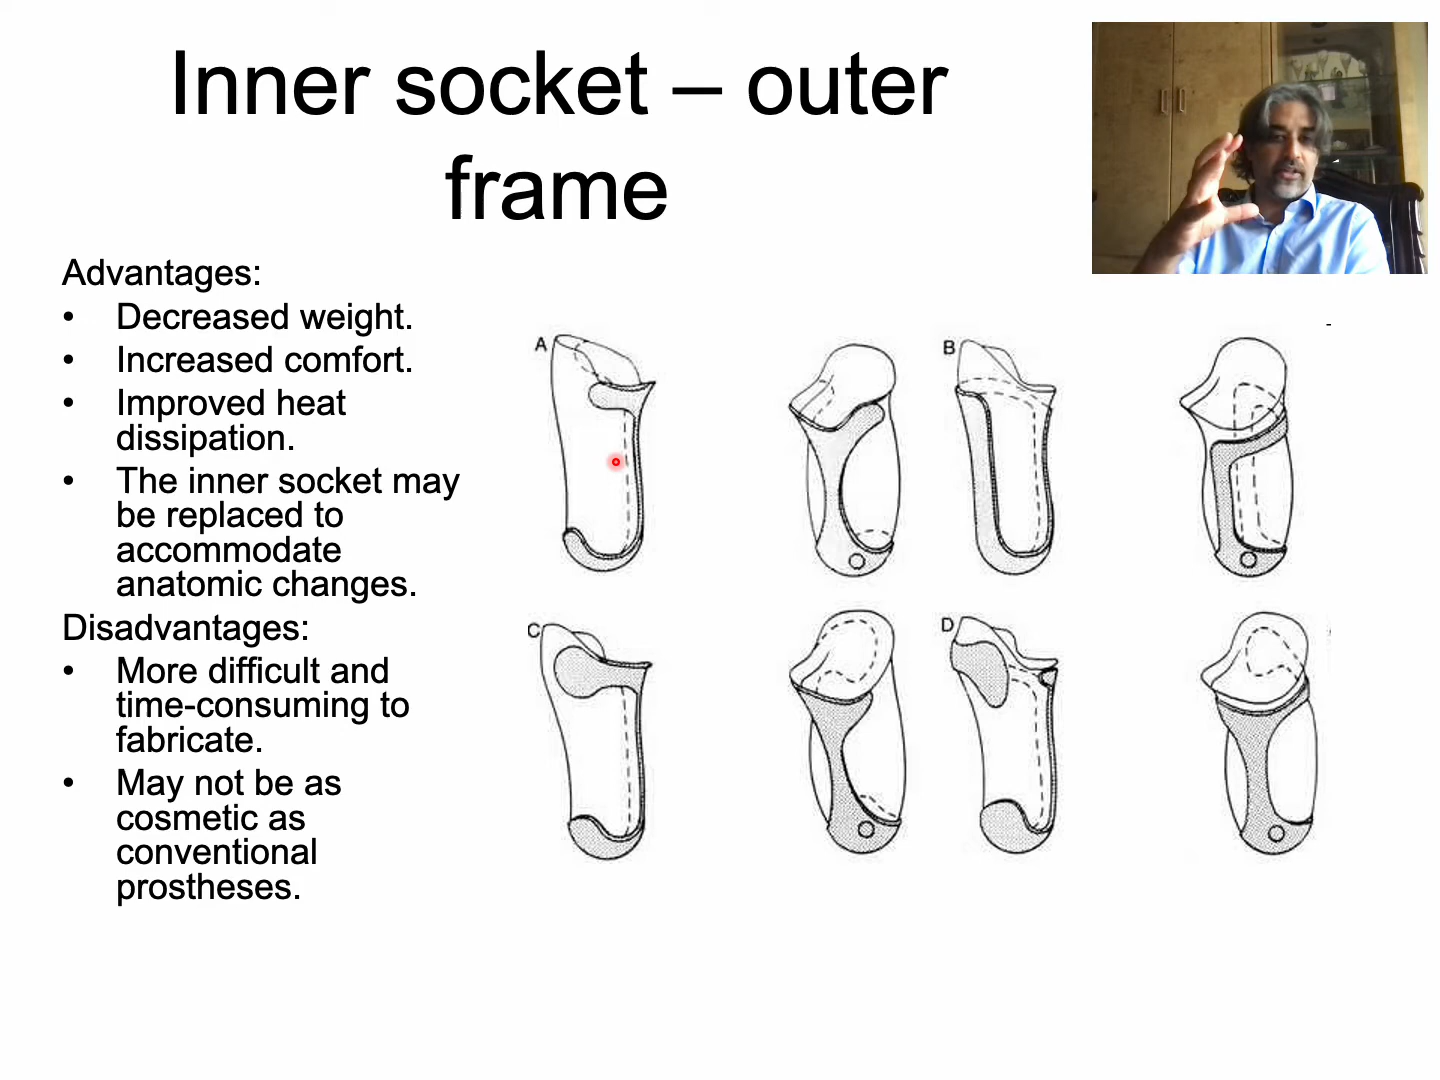 Inner socket – outer
frame
Advantages:
• Decreased weight.
• Increased comfort.
• Improved heat
dissipation.
• The inner socket may
be replaced to
accommodate
anatomic changes.
Disadvantages:
• More difficult and
time-consuming to
fabricate.
• May not be as
cosmetic as
conventional
prostheses.
A
B
C
D